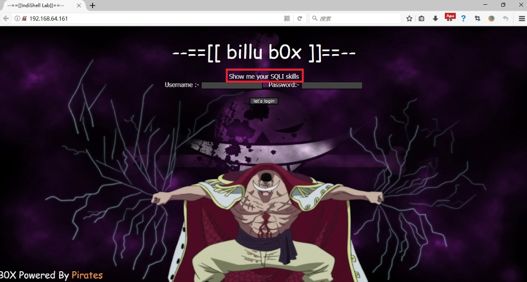 --==[[IndiShell Lab]]==--
192.168.64.161
搜索
--==[[ billu b0x ]]==--
Show me your SQLI skills
Username :- Password:-
let's login
B0X Powered By Pirates